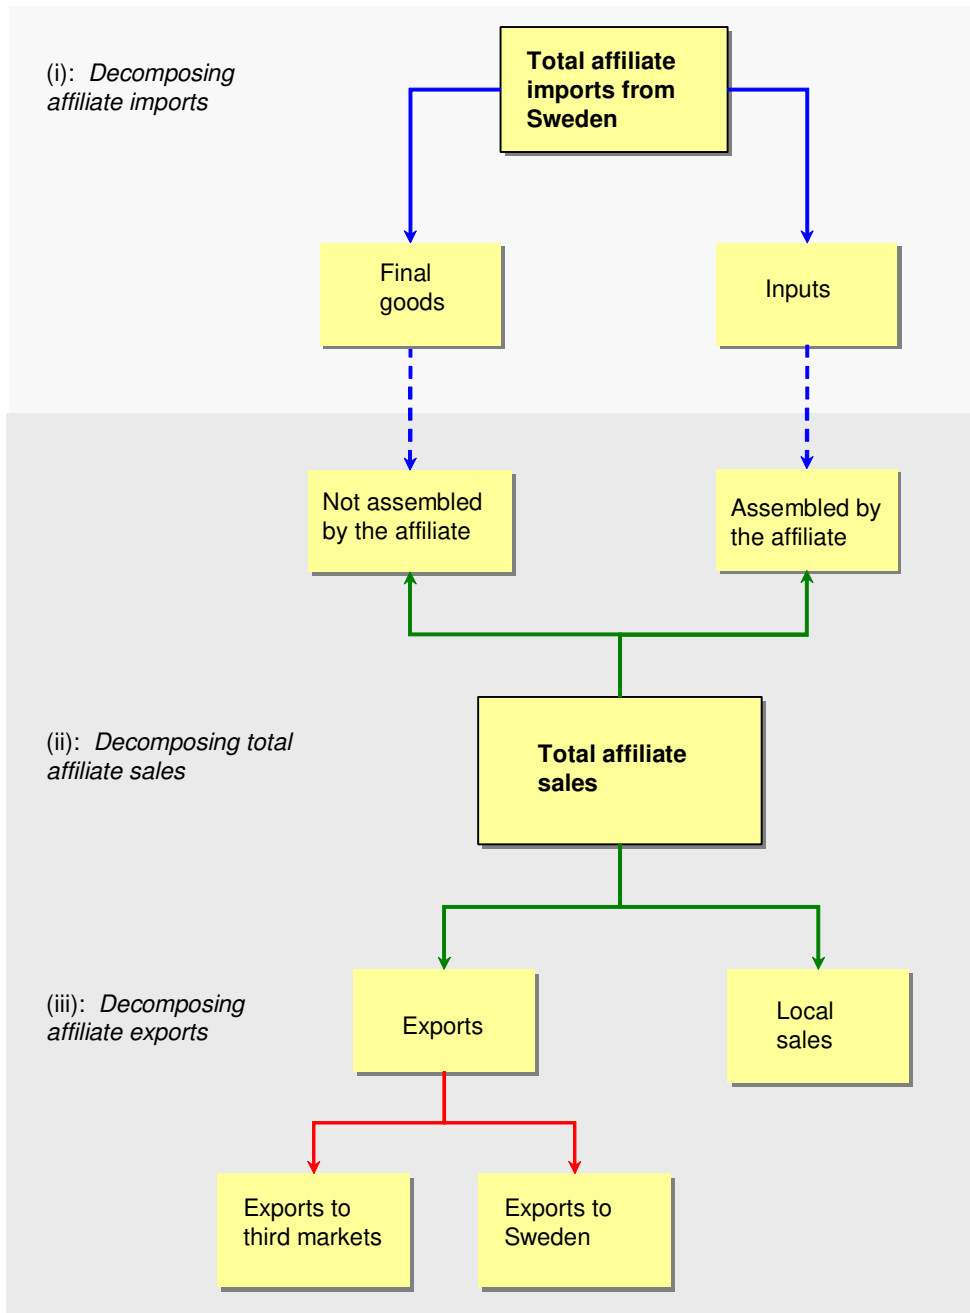 (i): Decomposing
affiliate imports
Total affiliate
imports from
Sweden
Final
goods
Inputs
Not assembled
by the affiliate
Assembled by
the affiliate
(ii): Decomposing total
affiliate sales
Total affiliate
sales
(iii): Decomposing
affiliate exports
Exports
Local
sales
Exports to
third markets
Exports to
Sweden